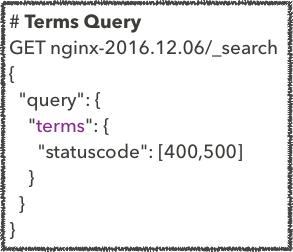 # Terms Query
GET nginx-2016.12.06/_search
{
  "query": {
    "terms": {
      "statuscode": [400,500]
    }
  }
}